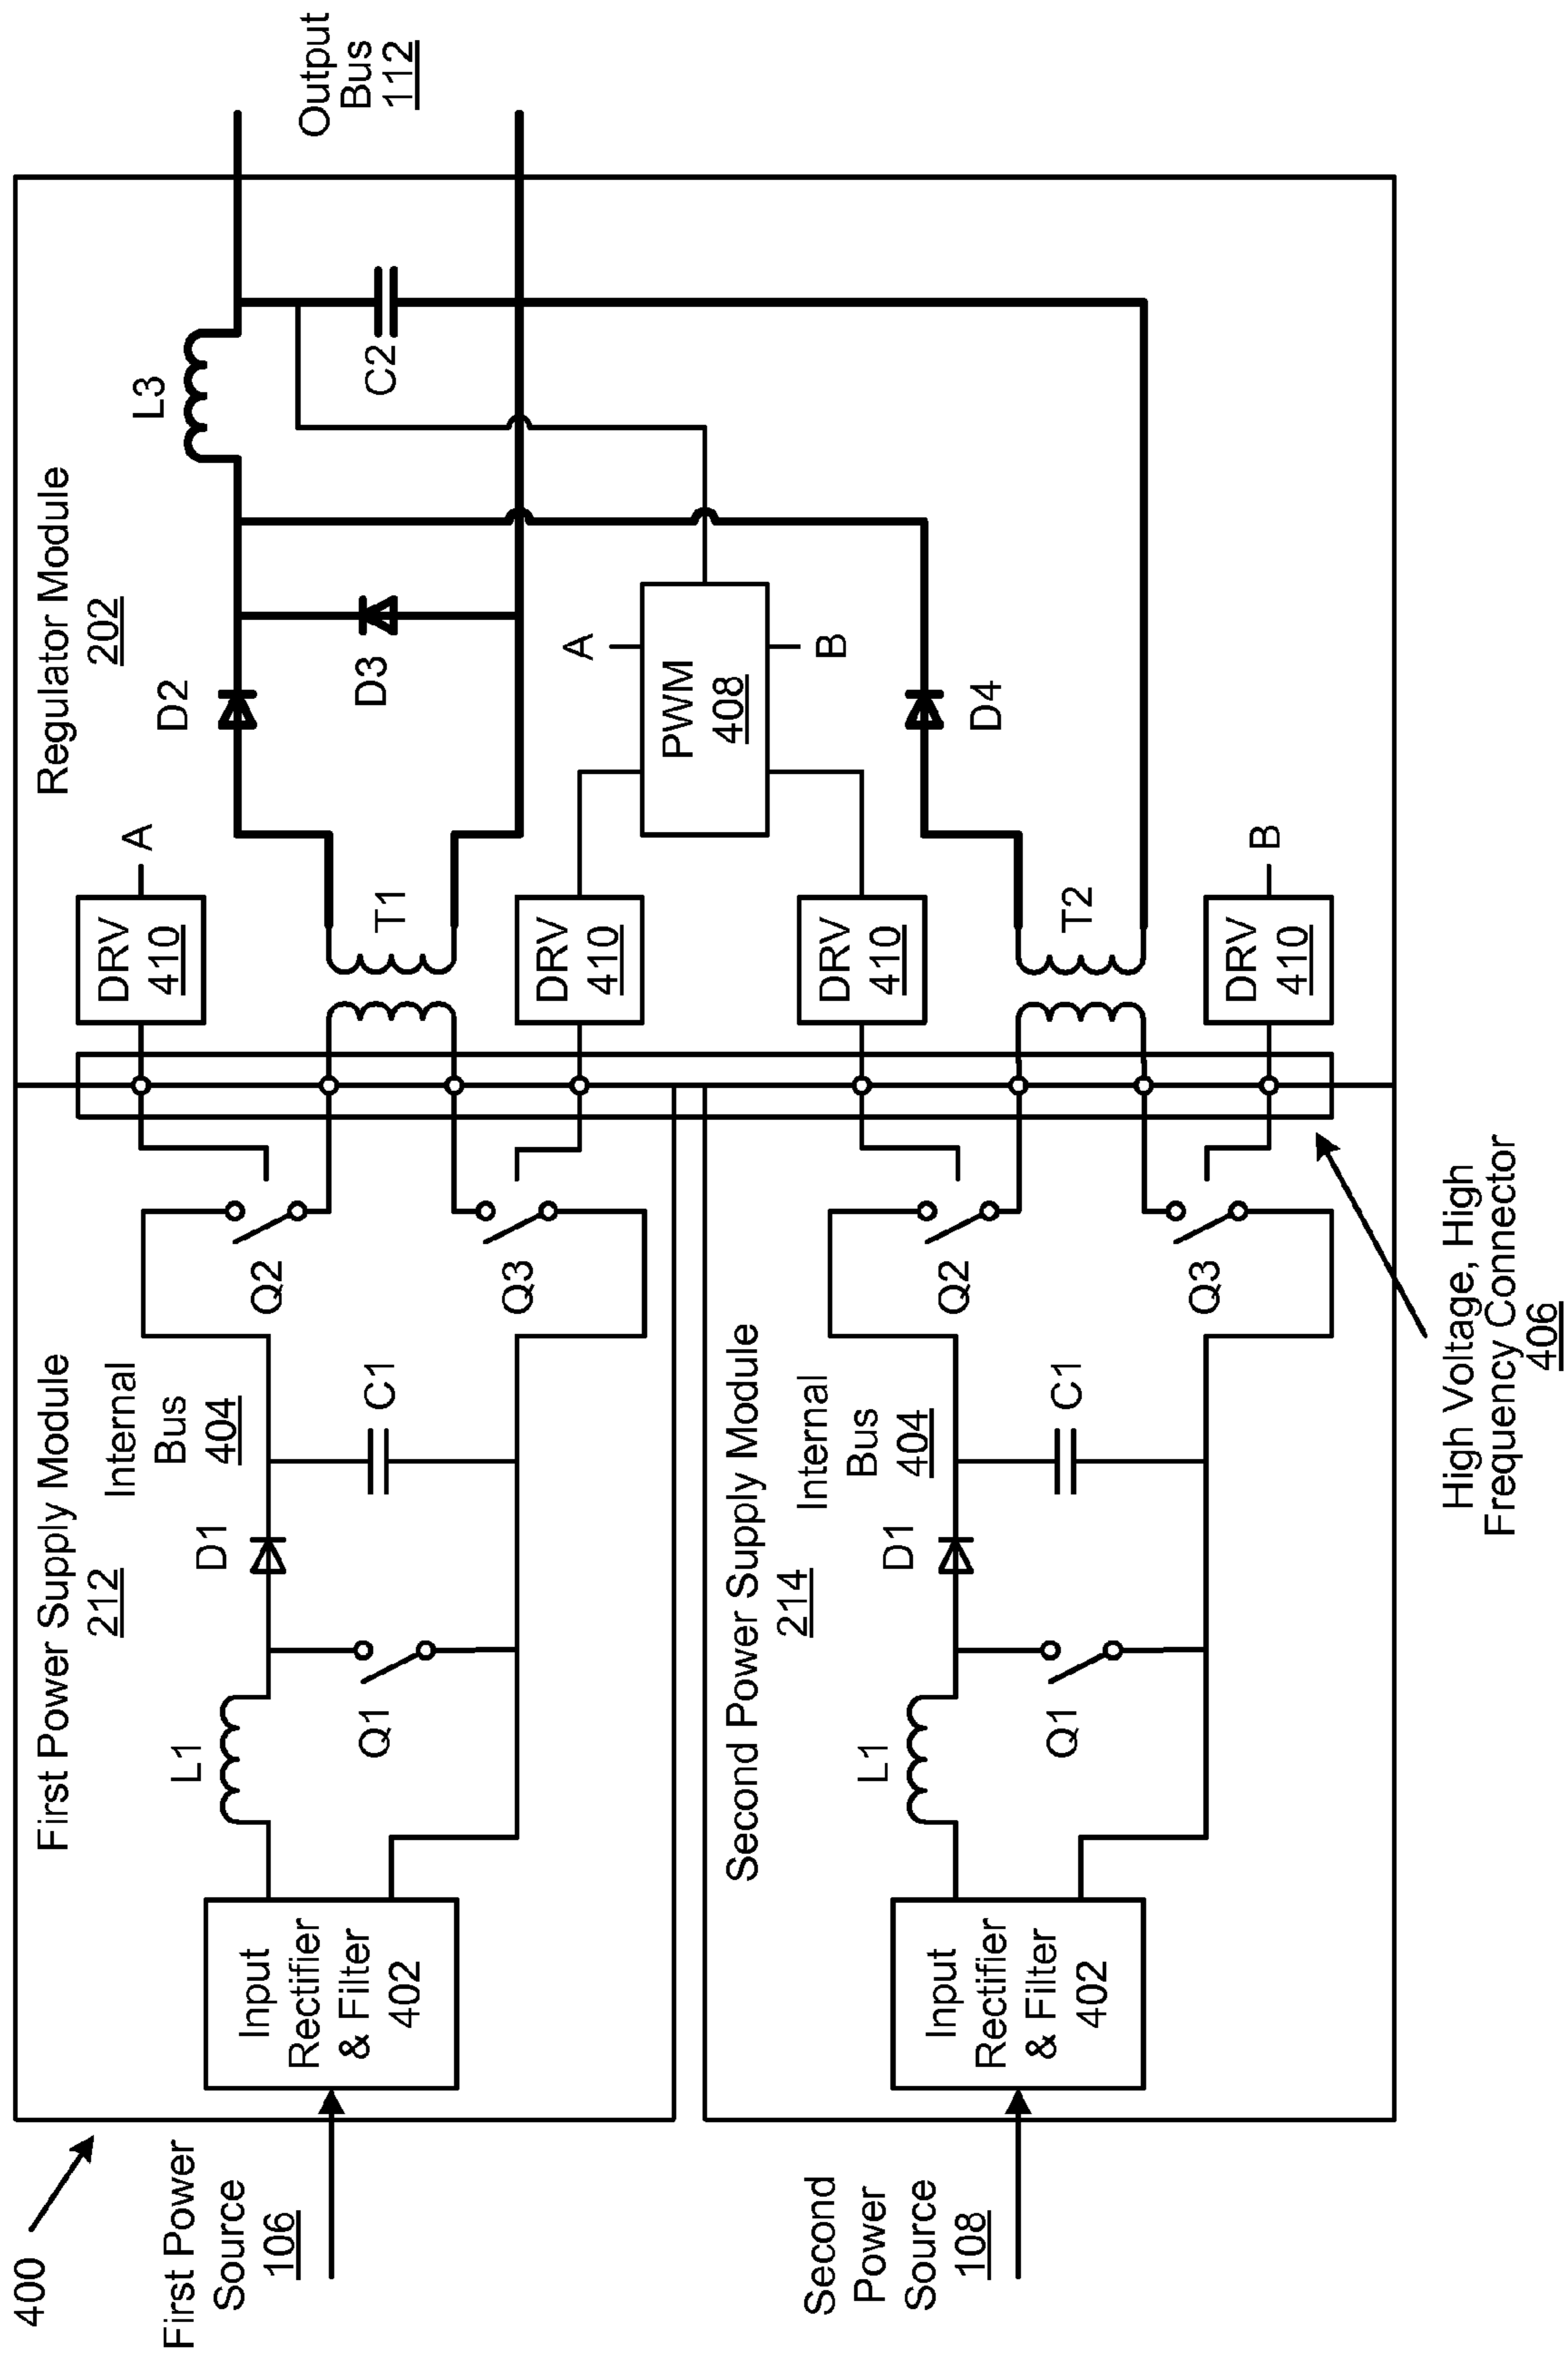 400
First Power Supply Module
212
Regulator Module
202
First Power
Source
106
Input
Rectifier
& Filter
402
L1
Q1
D1
Internal
Bus
404
C1
Q2
Q3
DRV
410
A
T1
DRV
410
D2
D3
L3
C2
Output
Bus
112
A
PWM
408
B
Second Power Supply Module
214
Second
Power
Source
108
Input
Rectifier
& Filter
402
L1
Q1
D1
Internal
Bus
404
C1
Q2
Q3
DRV
410
T2
D4
DRV
410
B
High Voltage, High
Frequency Connector
406